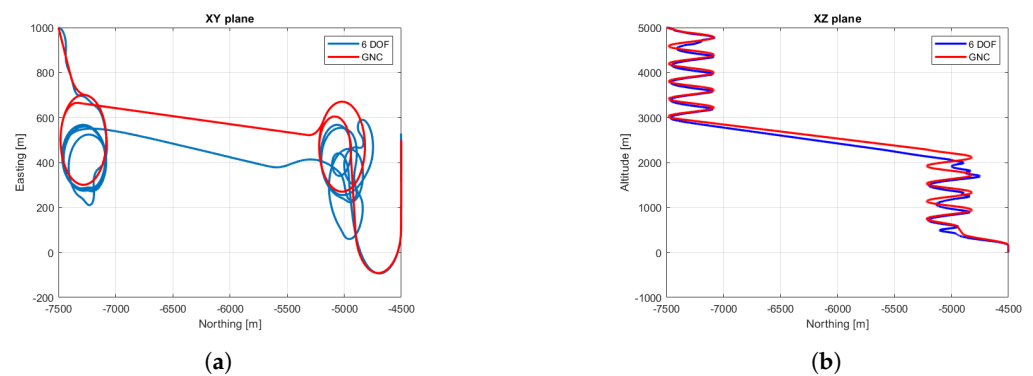 XY plane
1000
800
600
400
200
0
-200
Easting [m]
-7500
-7000
-6500
-6000
-5500
-5000
-4500
Northing [m]
6 DOF
GNC
(a)
XZ plane
5000
4000
3000
2000
1000
0
-1000
Altitude [m]
-7500
-7000
-6500
-6000
-5500
-5000
-4500
Northing [m]
6 DOF
GNC
(b)